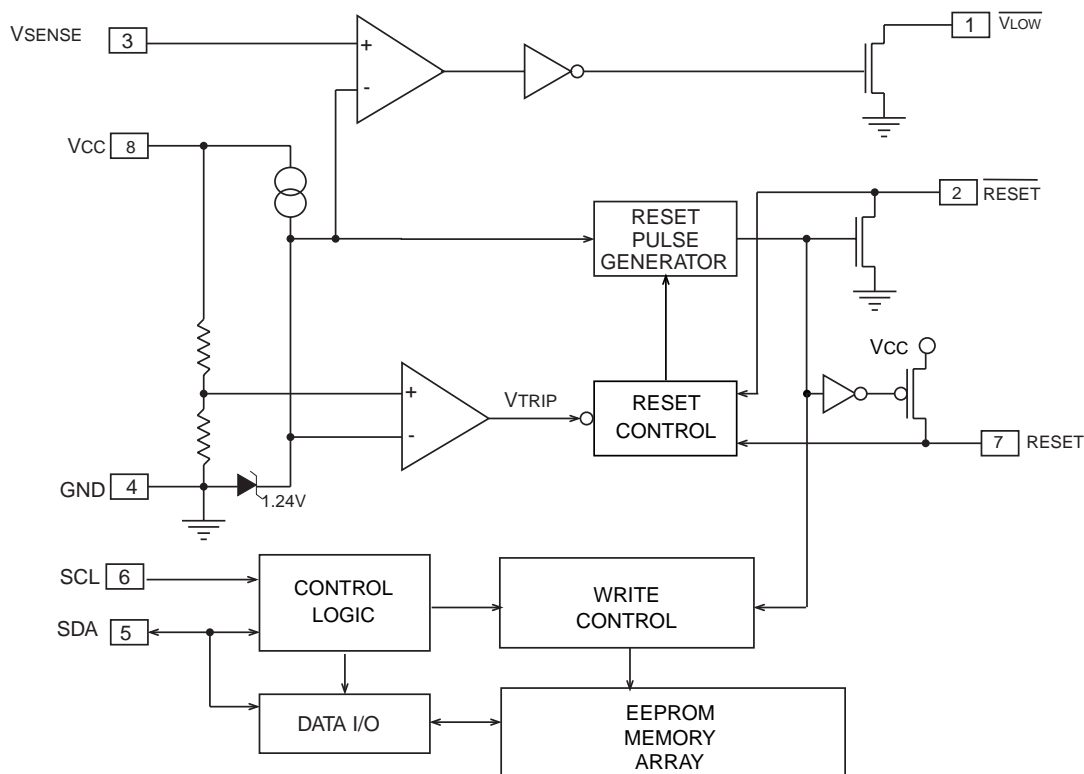 VSENSE 3
+
-
1 VLOW
VCC 8
2 RESET
RESET
PULSE
GENERATOR
VCC
+
-
VTRIP
RESET
CONTROL
7 RESET
GND 4
1.24V
SCL 6
SDA 5
CONTROL
LOGIC
WRITE
CONTROL
DATA I/O
EEPROM
MEMORY
ARRAY